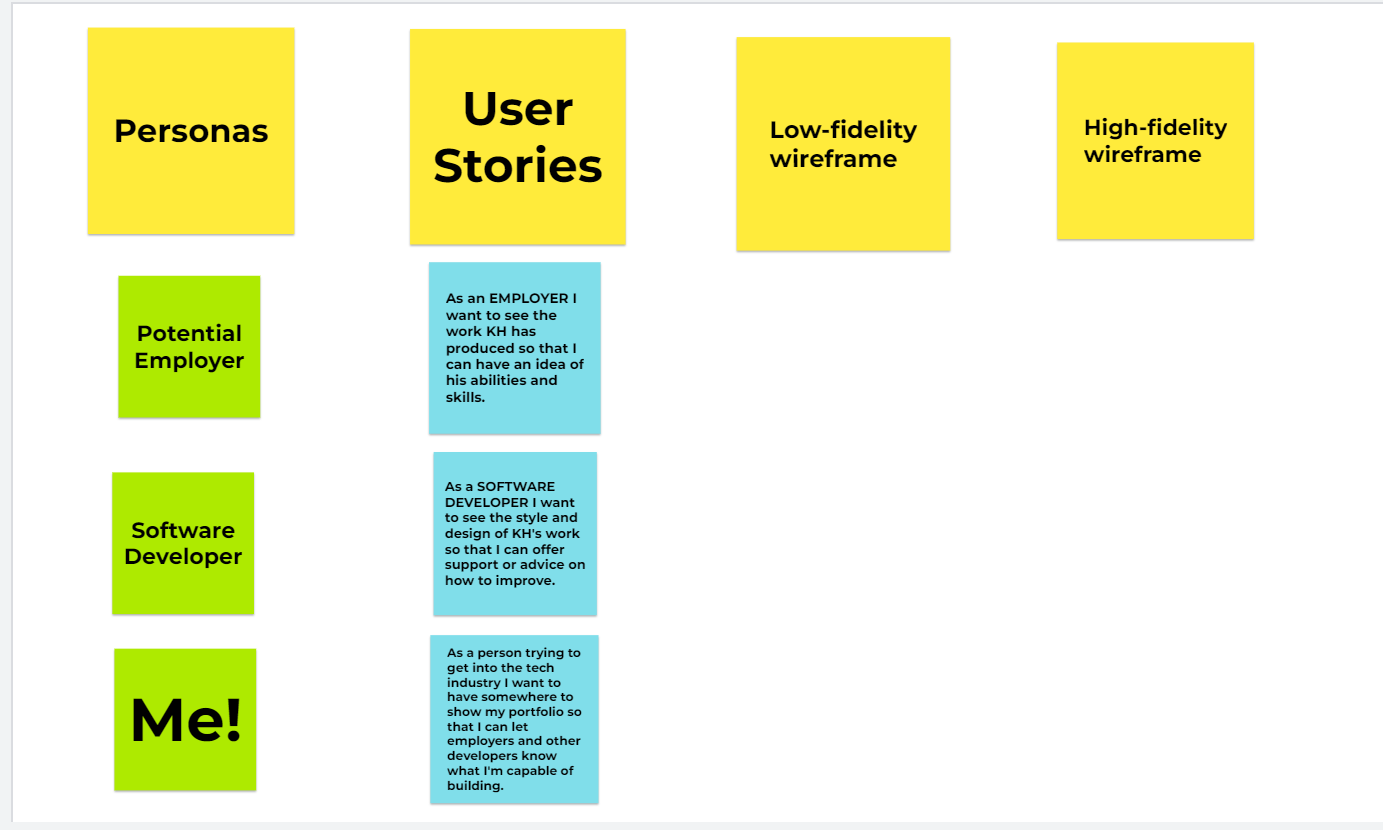 Personas
User
Stories
Low-fidelity
wireframe
High-fidelity
wireframe
Potential
Employer
As an EMPLOYER I
want to see the
work KH has
produced so that I
can have an idea of
his abilities and
skills.
Software
Developer
As a SOFTWARE
DEVELOPER I want
to see the style and
design of KH's work
so that I can offer
support or advice on
how to improve.
Me!
As a person trying to
get into the tech
industry I want to
have somewhere to
show my portfolio so
that I can let
employers and other
developers know
what I'm capable of
building.